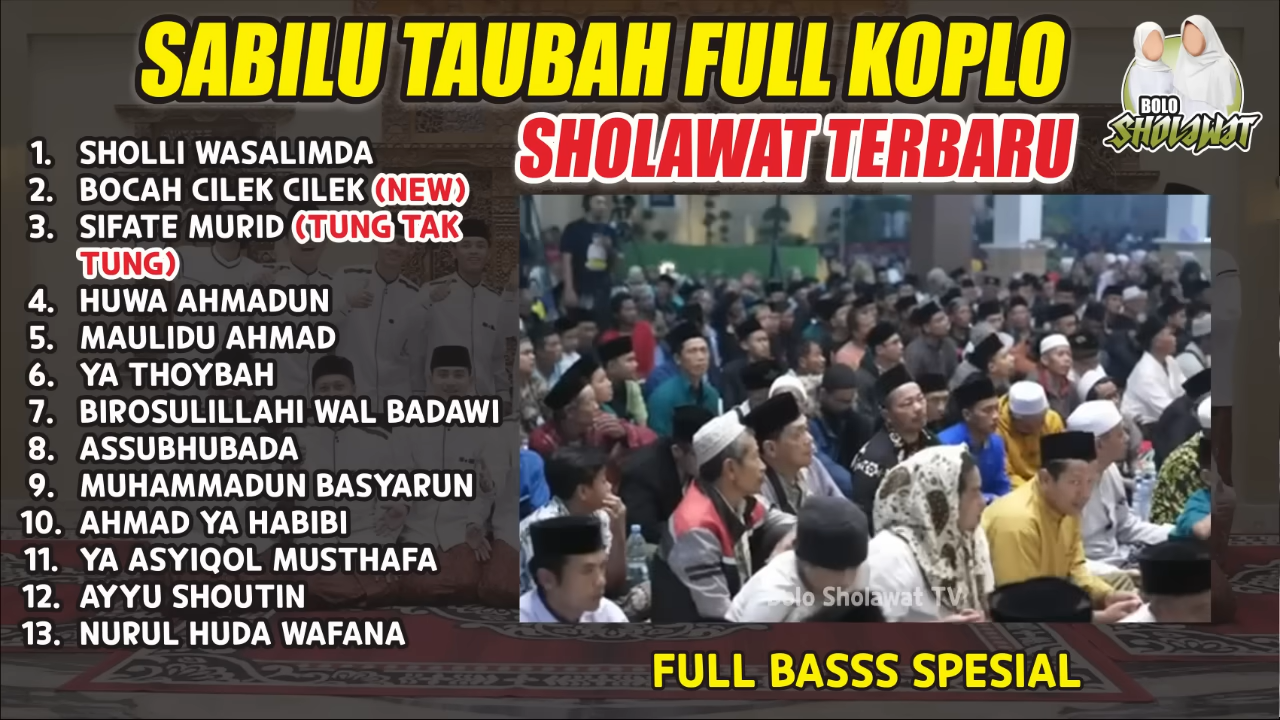 SABILU TAUBAH FULL KOPLO
SHOLAWAT TERBARU
BOLO
SHOLAWAT
1. SHOLLI WASALIMDA
2. BOCAH CILEK CILEK (NEW)
3. SIFATE MURID (TUNG TAK
TUNG)
4. HUWA AHMADUN
5. MAULIDU AHMAD
6. YA THOYBAH
7. BIROSULILLAHI WAL BADAWI
8. ASSUBHUBADA
9. MUHAMMADUN BASYARUN
10. AHMAD YA HABIBI
11. YA ASYIQOL MUSTHAFA
12. AYYU SHOUTIN
13. NURUL HUDA WAFANA
Bolo Sholawat TV
FULL BASSS SPESIAL